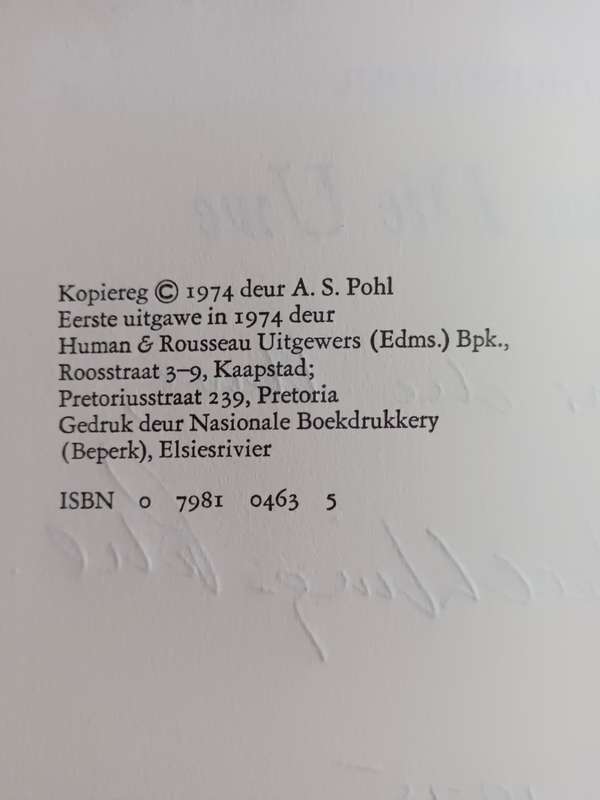 Kopiereg © 1974 deur A. S. Pohl
Eerste uitgawe in 1974 deur
Human & Rousseau Uitgewers (Edms.) Bpk.,
Roosstraat 3–9, Kaapstad;
Pretoriusstraat 239, Pretoria
Gedruk deur Nasionale Boekdrukkery
(Beperk), Elsiesrivier
ISBN 0 7981 0463 5